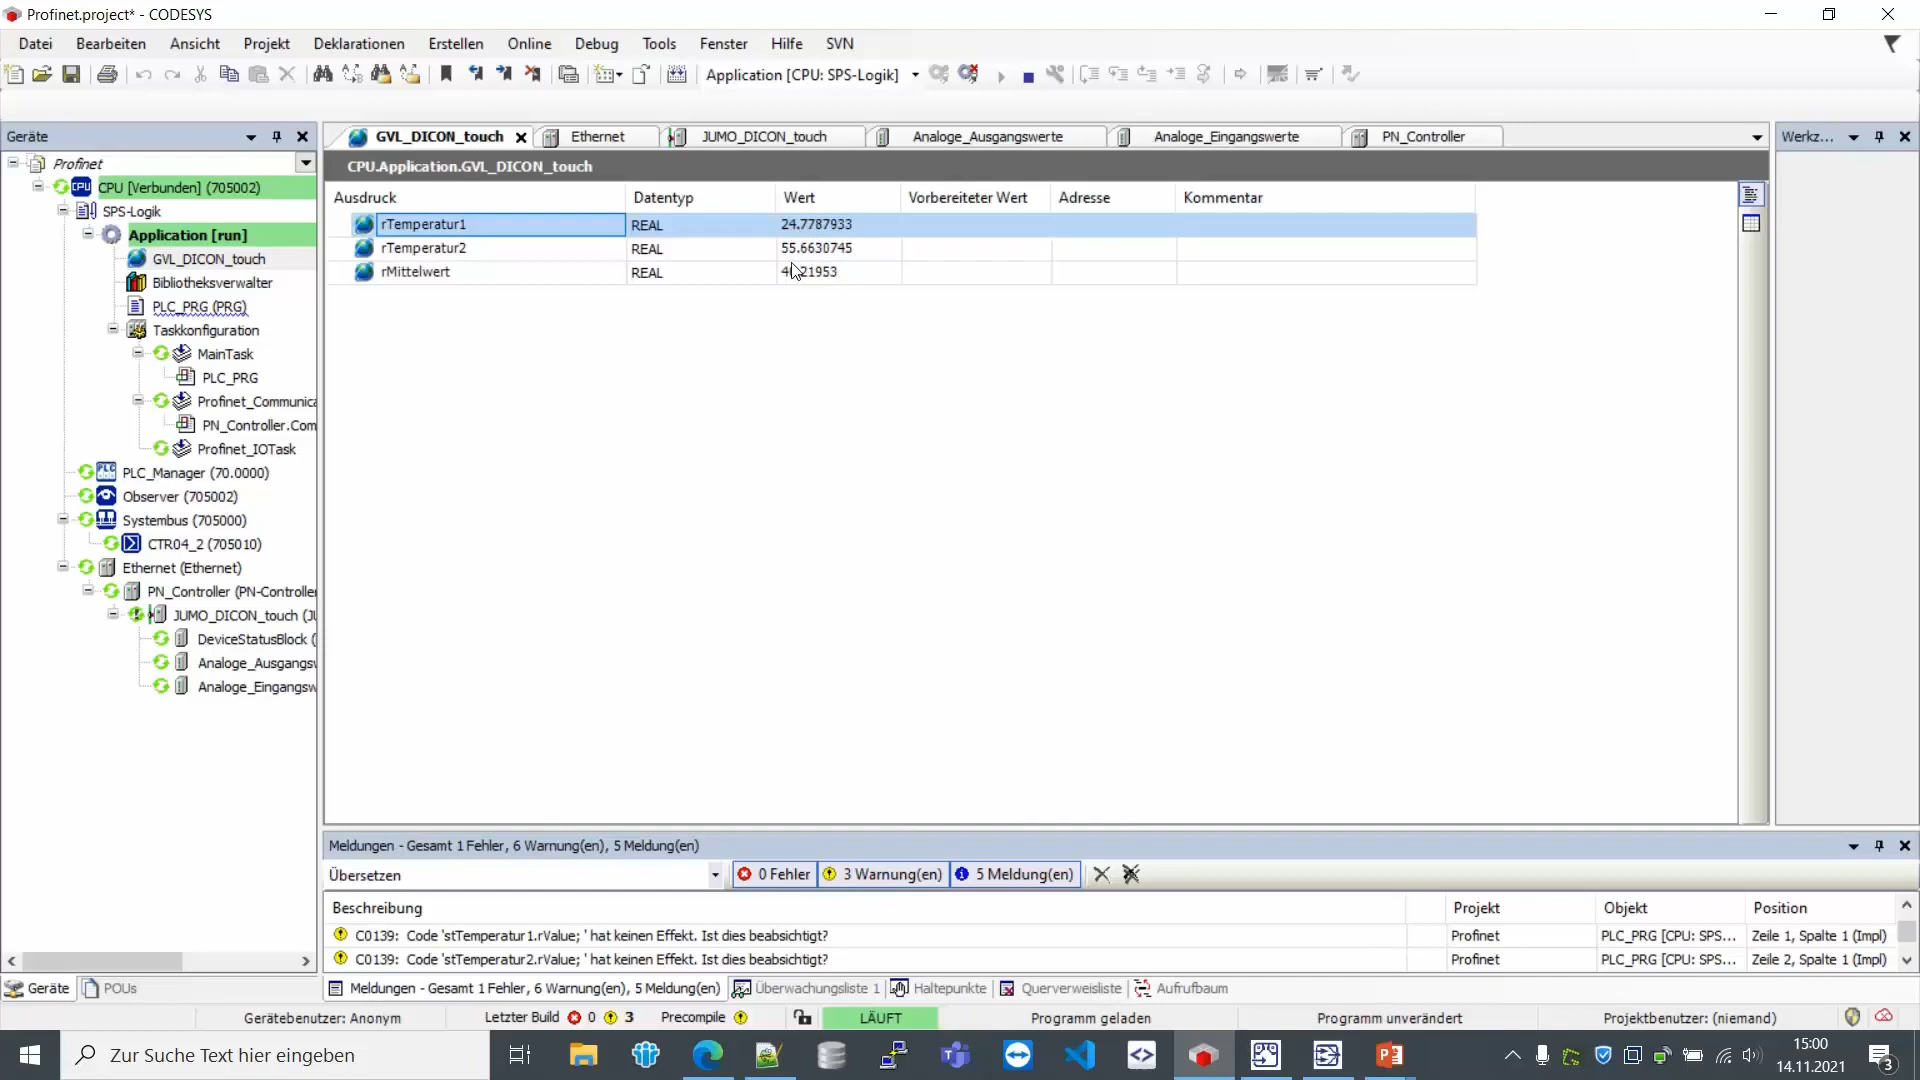 Profinet.project* - CODESYS
Datei Bearbeiten Ansicht Projekt Deklarationen Erstellen Online Debug Tools Fenster Hilfe SVN
Application [CPU: SPS-Logik]
Geräte
GVL_DICON_touch Ethernet JUMO_DICON_touch Analoge_Ausgangswerte Analoge_Eingangswerte PN_Controller
Werkz...
Profinet
CPU.Application.GVL_DICON_touch
CPU [Verbunden] (705002)
SPS-Logik
Application [run]
GVL_DICON_touch
Bibliotheksverwalter
PLC_PRG (PRG)
Taskkonfiguration
MainTask
PLC_PRG
Profinet_Communica
PN_Controller.Com
Profinet_IOTask
PLC_Manager (70.0000)
Observer (705002)
Systembus (705000)
CTR04_2 (705010)
Ethernet (Ethernet)
PN_Controller (PN-Controller
JUMO_DICON_touch (JU
DeviceStatusBlock (
Analoge_Ausgangsw
Analoge_Eingangsw
Ausdruck Datentyp Wert Vorbereiteter Wert Adresse Kommentar
rTemperatur1 REAL 24.7787933
rTemperatur2 REAL 55.6630745
rMittelwert REAL
Meldungen - Gesamt 1 Fehler, 6 Warnung(en), 5 Meldung(en)
Übersetzen 0 Fehler 3 Warnung(en) 5 Meldung(en)
Beschreibung Projekt Objekt Position
C0139: Code 'stTemperatur1.rValue; ' hat keinen Effekt. Ist dies beabsichtigt? Profinet PLC_PRG [CPU: SPS... Zeile 1, Spalte 1 (Impl)
C0139: Code 'stTemperatur2.rValue; ' hat keinen Effekt. Ist dies beabsichtigt? Profinet PLC_PRG [CPU: SPS... Zeile 2, Spalte 1 (Impl)
Geräte POUs
Meldungen - Gesamt 1 Fehler, 6 Warnung(en), 5 Meldung(en) Überwachungsliste 1 Haltepunkte Querverweisliste Aufrufbaum
Gerätebenutzer: Anonym Letzter Build 0 3 Precompile LÄUFT Programm geladen Programm unverändert Projektbenutzer: (niemand)
Zur Suche Text hier eingeben
15:00
14.11.2021
3